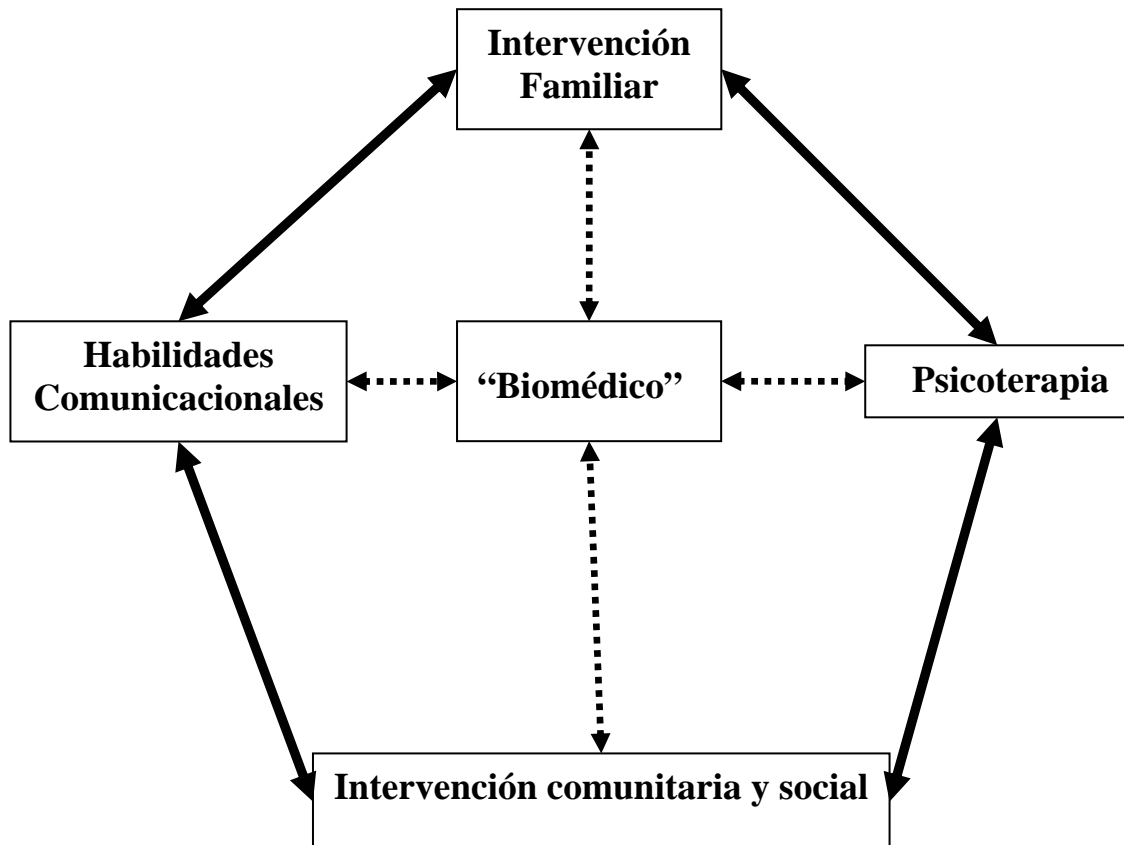 Intervención
Familiar
Habilidades
Comunicacionales
“Biomédico”
Psicoterapia
Intervención comunitaria y social